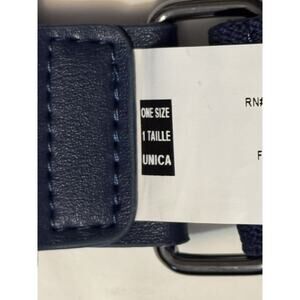 ONE SIZE
1 TAILLE
UNICA
RN#
F